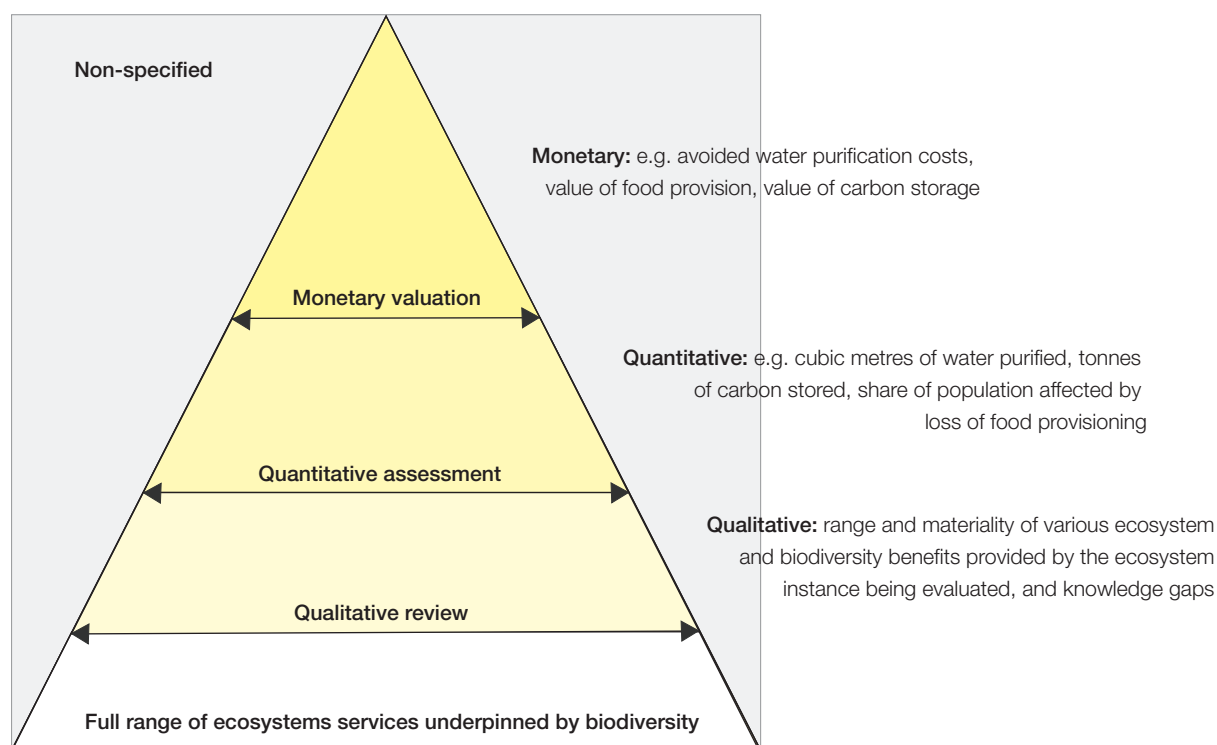 Non-specified
Monetary: e.g. avoided water purification costs,
value of food provision, value of carbon storage
Monetary valuation
Quantitative: e.g. cubic metres of water purified, tonnes
of carbon stored, share of population affected by
loss of food provisioning
Quantitative assessment
Qualitative: range and materiality of various ecosystem
and biodiversity benefits provided by the ecosystem
instance being evaluated, and knowledge gaps
Qualitative review
Full range of ecosystems services underpinned by biodiversity